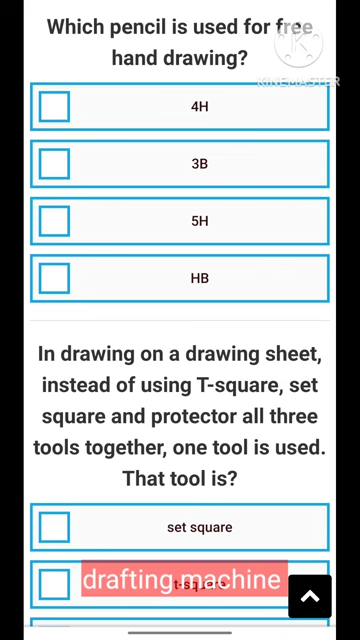 Which pencil is used for free
hand drawing?
KINEMASTER
4H
3B
5H
HB
In drawing on a drawing sheet,
instead of using T-square, set
square and protector all three
tools together, one tool is used.
That tool is?
set square
drafting machine
t-square